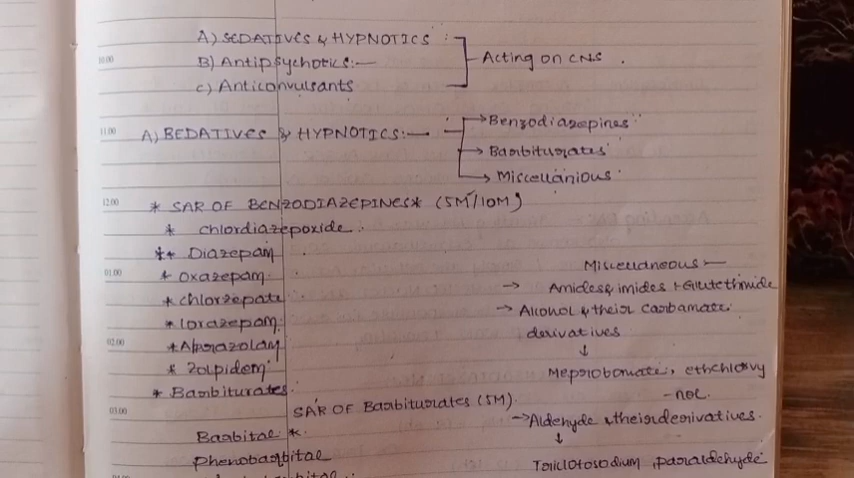 A) SEDATIVES & HYPNOTICS
10:00
B) Antipsychotics:—
Acting on CNS.
C) Anticonvulsants
11:00
A) BEDATIVES & HYPNOTICS:—
→ Benzodiazepines
→ Barbiturates
→ Miscellanious
12:00
* SAR OF BENZODIAZEPINES* (5M/10M)
* chlordiazepoxide.
** Diazepam
01:00
* Oxazepam
* chlorzepate
* lorazepam
02:00
* Alprazolam
* Zolpidem
* Barbiturates
Miscellaneous—
→ Amides& imides → Glutethimide
→ Alcohol & their Carbamate
derivatives
↓
Meprobomate, ethchlorvy
-nol.
03:00
SAR OF Barbiturates (5M).
Barbital *
Phenobarbital
→ Aldehyde & their derivatives.
↓
Triclofosodium, paraldehyde